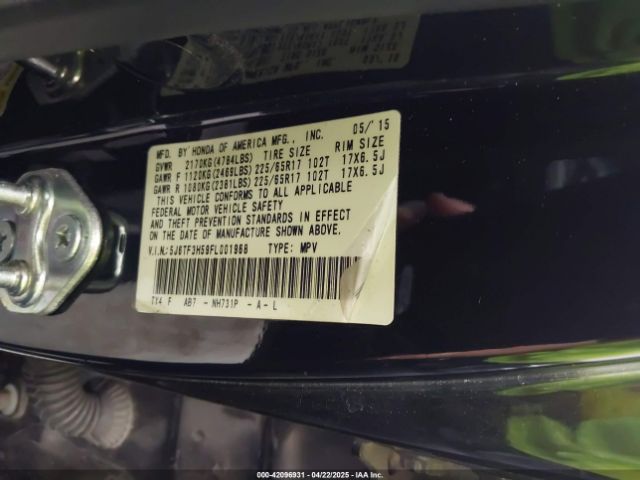 MFD. BY HONDA OF AMERICA MFG., INC. 05/'15
GVWR 2170KG(4784LBS) TIRE SIZE RIM SIZE
GAWR F 1120KG(2469LBS) 225/65R17 102T 17X6.5J
GAWR R 1080KG(2381LBS) 225/65R17 102T 17X6.5J
THIS VEHICLE CONFORMS TO ALL APPLICABLE
FEDERAL MOTOR VEHICLE SAFETY
AND THEFT PREVENTION STANDARDS IN EFFECT
ON THE DATE OF MANUFACTURE SHOWN ABOVE.
V.I.N.:5J6TF3H59FL001968 TYPE: MPV
TX4 F AB7 - NH731P - A - L
000-42096931 - 04/22/2025 - IAA Inc.